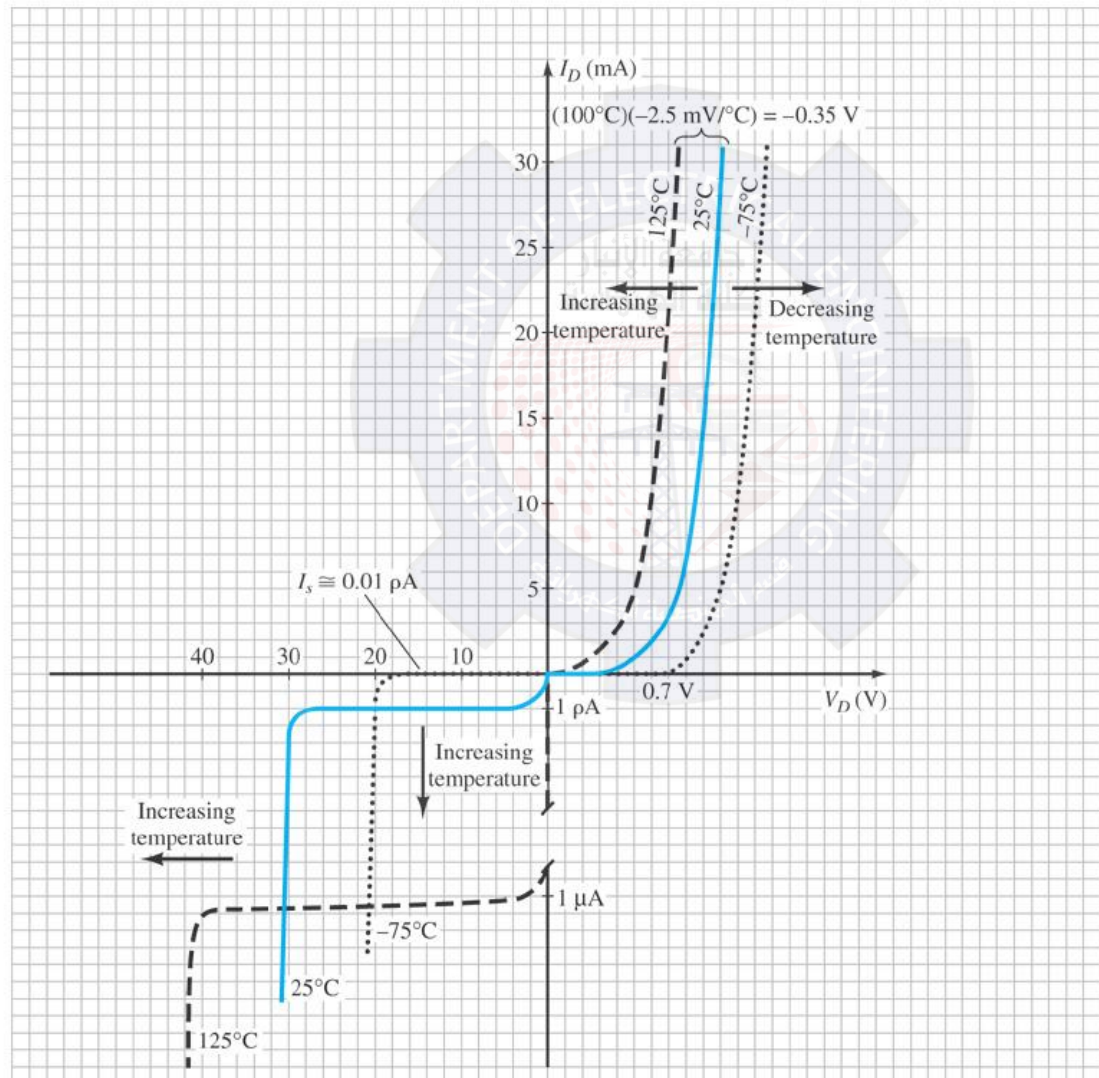 I_D (mA)
(100°C)(–2.5 mV/°C) = –0.35 V
30
125°C
25°C
–75°C
25
Increasing
temperature
Decreasing
temperature
20
15
10
5
I_s ≅ 0.01 ρA
40
30
20
10
0
0.7 V
V_D (V)
1 ρA
Increasing
temperature
Increasing
temperature
1 μA
–75°C
25°C
125°C